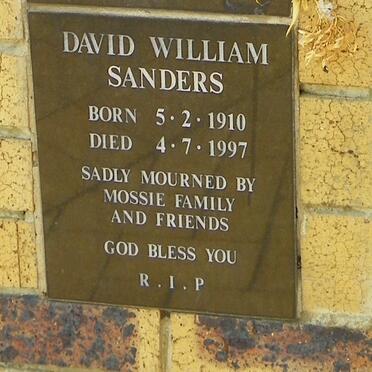 DAVID WILLIAM
SANDERS
BORN 5·2·1910
DIED 4·7·1997
SADLY MOURNED BY
MOSSIE FAMILY
AND FRIENDS
GOD BLESS YOU
R.I.P